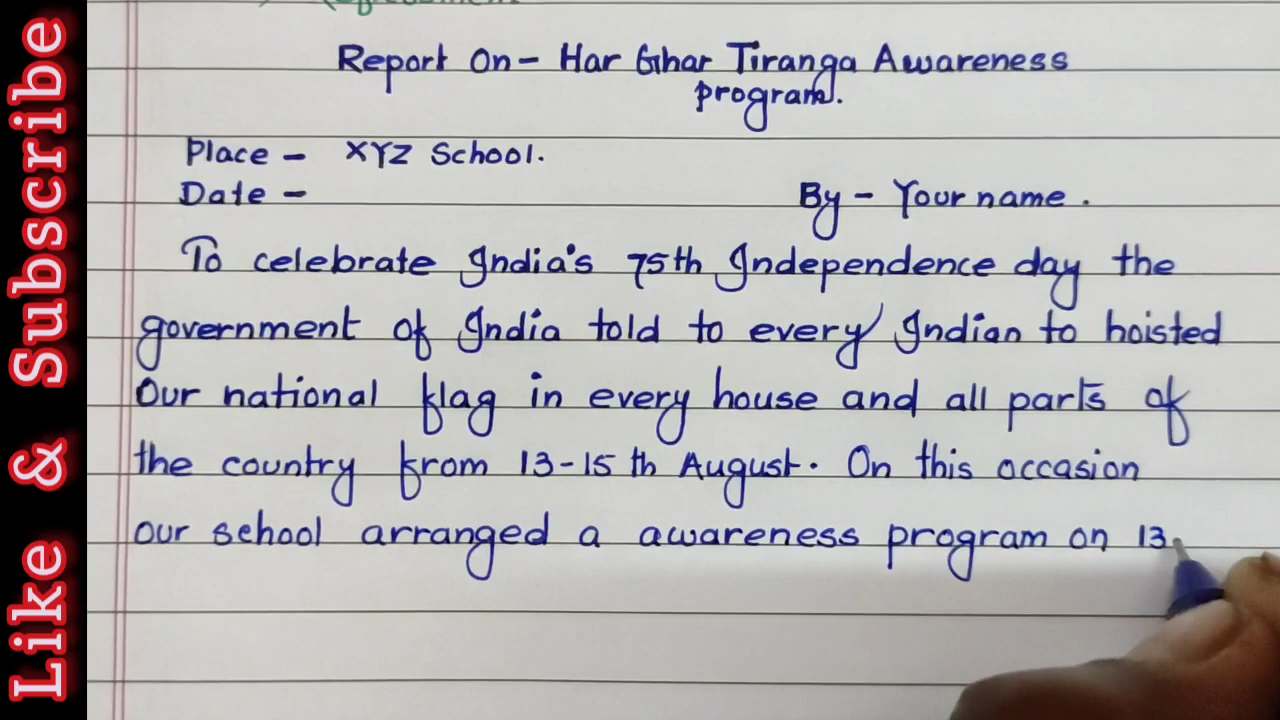 Like & Subscribe
Report On- Har Ghar Tiranga Awareness
program.
Place - XYZ School.
Date -
By - Your name.
To celebrate India's 75th Independence day the
government of India told to every Indian to hoisted
Our national flag in every house and all parts of
the country from 13-15 th August. On this occasion
our school arranged a awareness program on 13